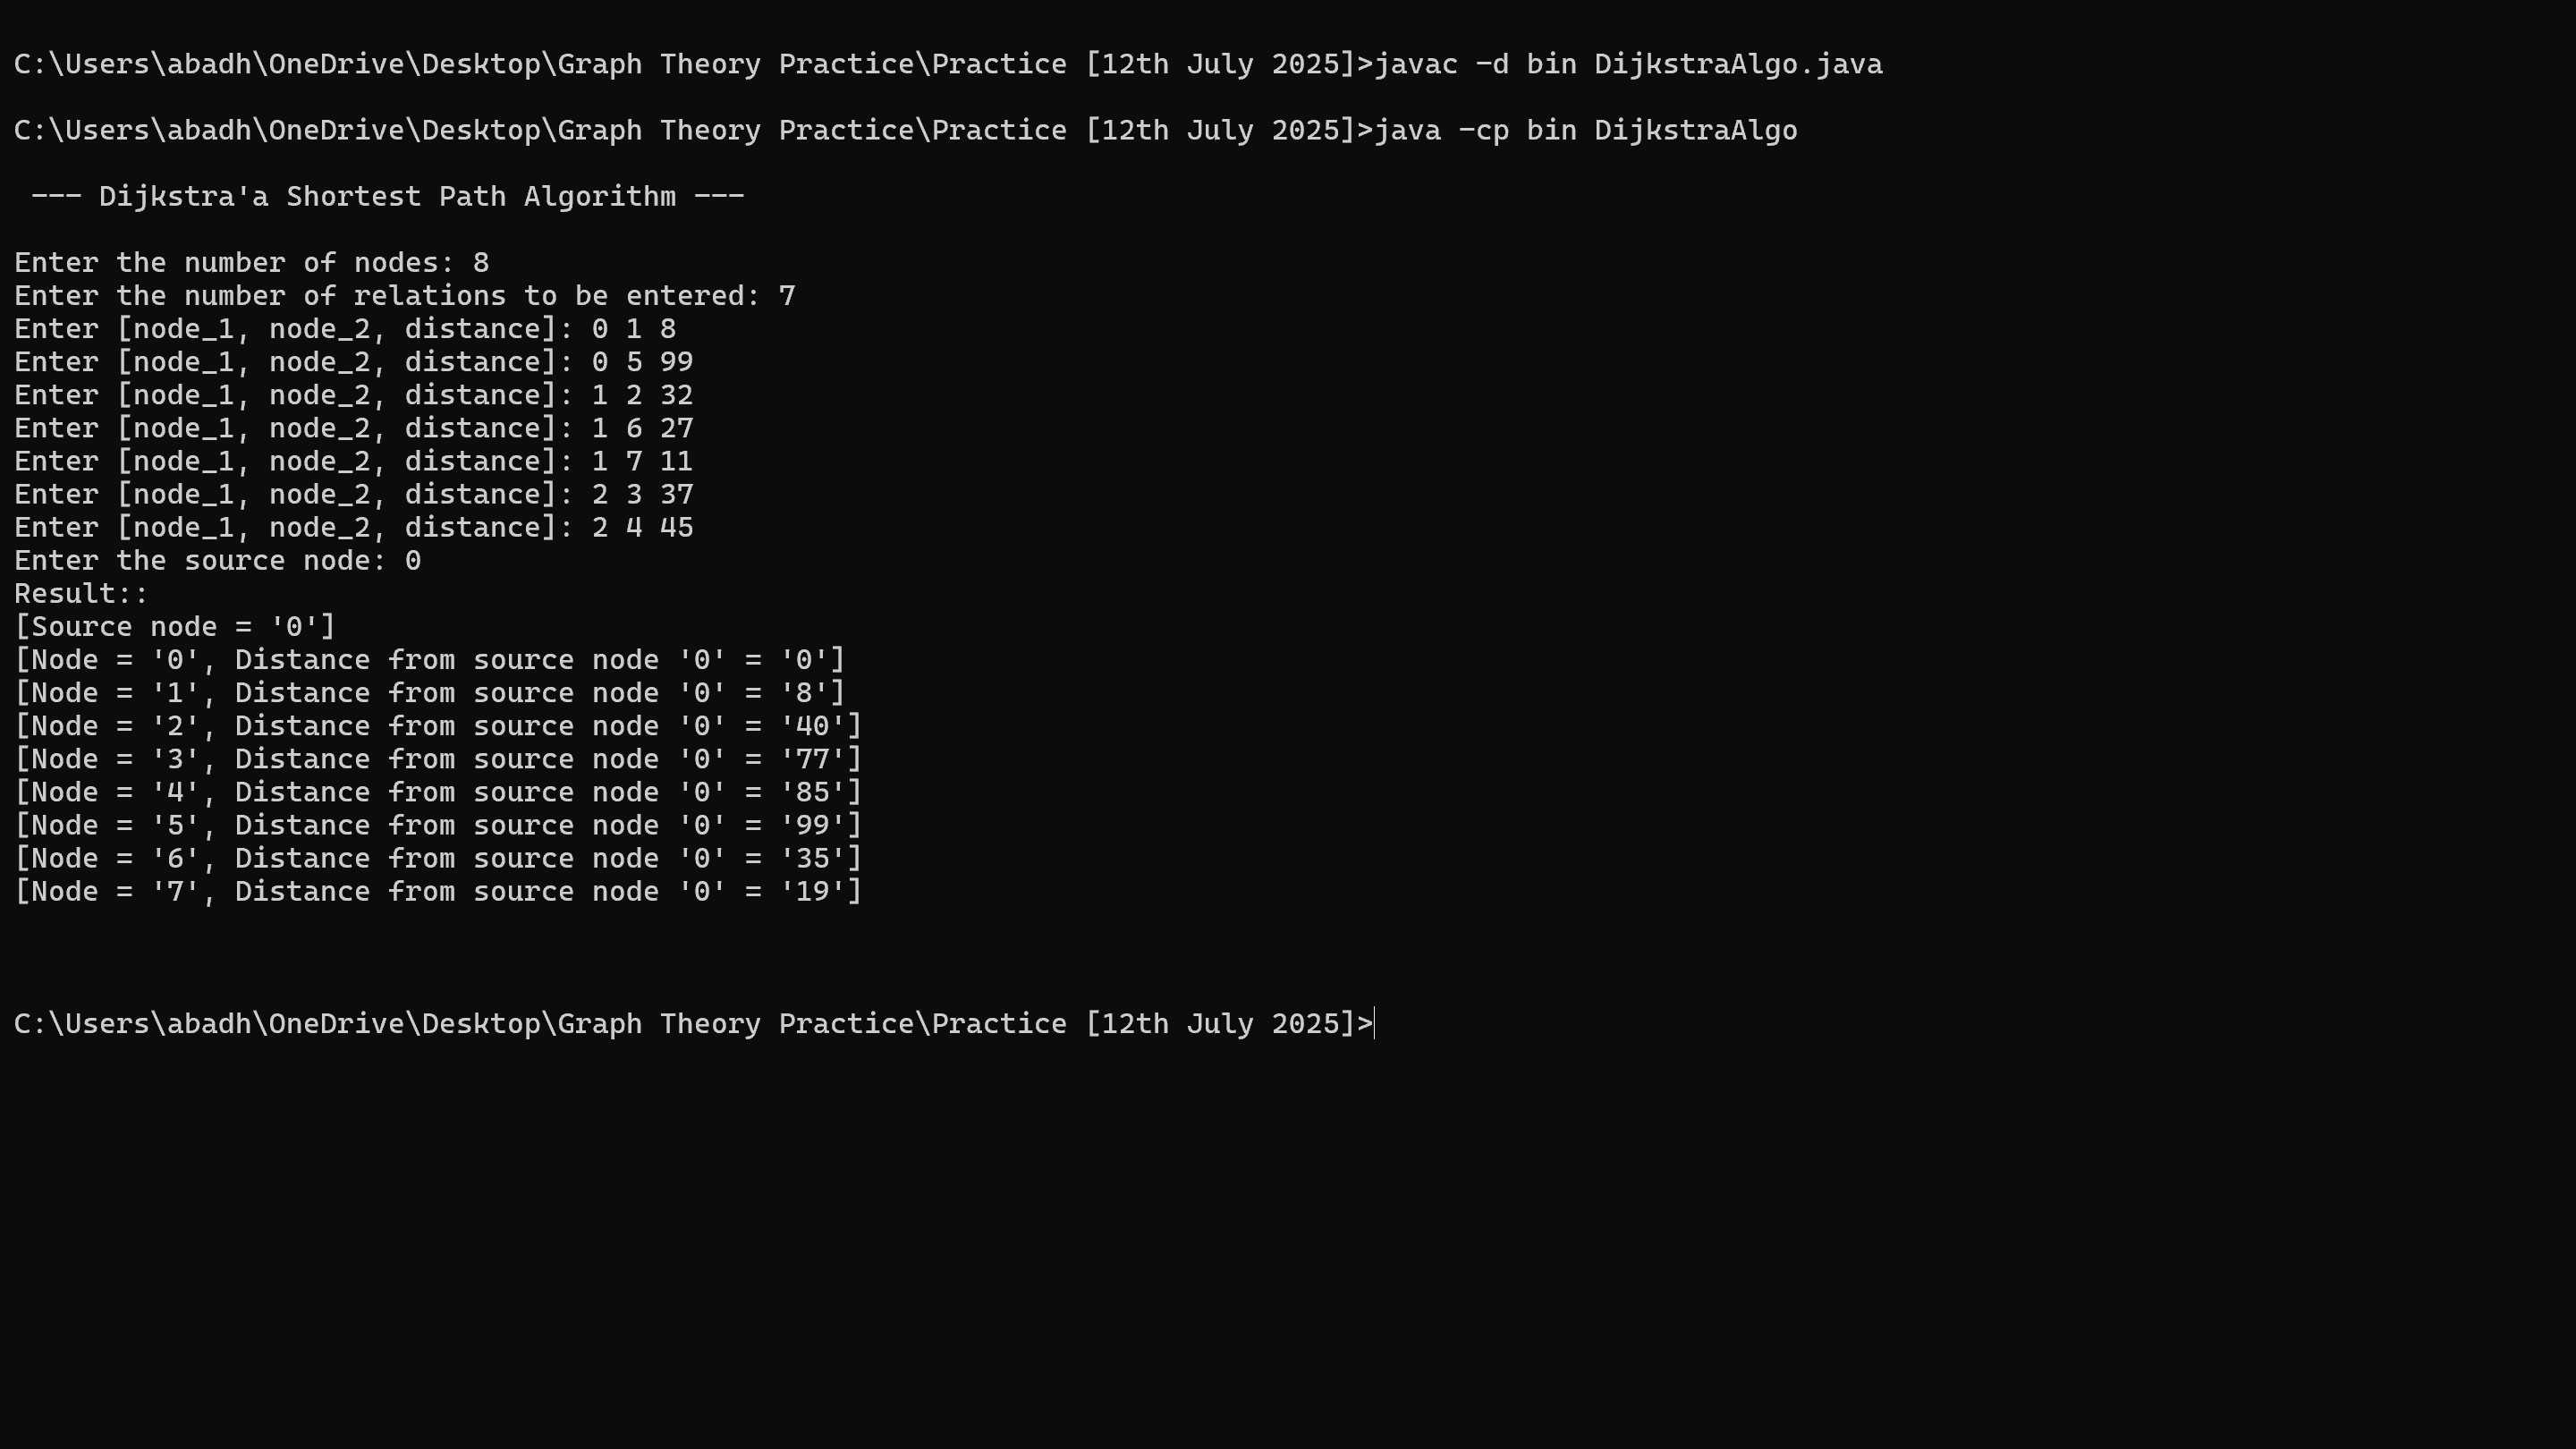 C:\Users\abadh\OneDrive\Desktop\Graph Theory Practice\Practice [12th July 2025]>javac -d bin DijkstraAlgo.java
C:\Users\abadh\OneDrive\Desktop\Graph Theory Practice\Practice [12th July 2025]>java -cp bin DijkstraAlgo
--- Dijkstra'a Shortest Path Algorithm ---
Enter the number of nodes: 8
Enter the number of relations to be entered: 7
Enter [node_1, node_2, distance]: 0 1 8
Enter [node_1, node_2, distance]: 0 5 99
Enter [node_1, node_2, distance]: 1 2 32
Enter [node_1, node_2, distance]: 1 6 27
Enter [node_1, node_2, distance]: 1 7 11
Enter [node_1, node_2, distance]: 2 3 37
Enter [node_1, node_2, distance]: 2 4 45
Enter the source node: 0
Result::
[Source node = '0']
[Node = '0', Distance from source node '0' = '0']
[Node = '1', Distance from source node '0' = '8']
[Node = '2', Distance from source node '0' = '40']
[Node = '3', Distance from source node '0' = '77']
[Node = '4', Distance from source node '0' = '85']
[Node = '5', Distance from source node '0' = '99']
[Node = '6', Distance from source node '0' = '35']
[Node = '7', Distance from source node '0' = '19']
C:\Users\abadh\OneDrive\Desktop\Graph Theory Practice\Practice [12th July 2025]>